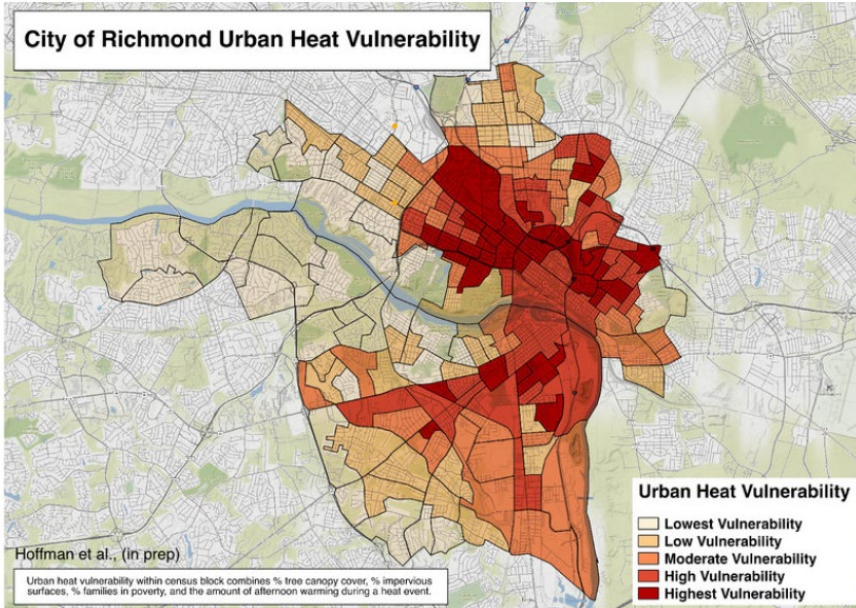 City of Richmond Urban Heat Vulnerability
Urban Heat Vulnerability
Lowest Vulnerability
Low Vulnerability
Moderate Vulnerability
High Vulnerability
Highest Vulnerability
Hoffman et al., (in prep)
Urban heat vulnerability within census block combines % tree canopy cover, % impervious
surfaces, % families in poverty, and the amount of afternoon warming during a heat event.